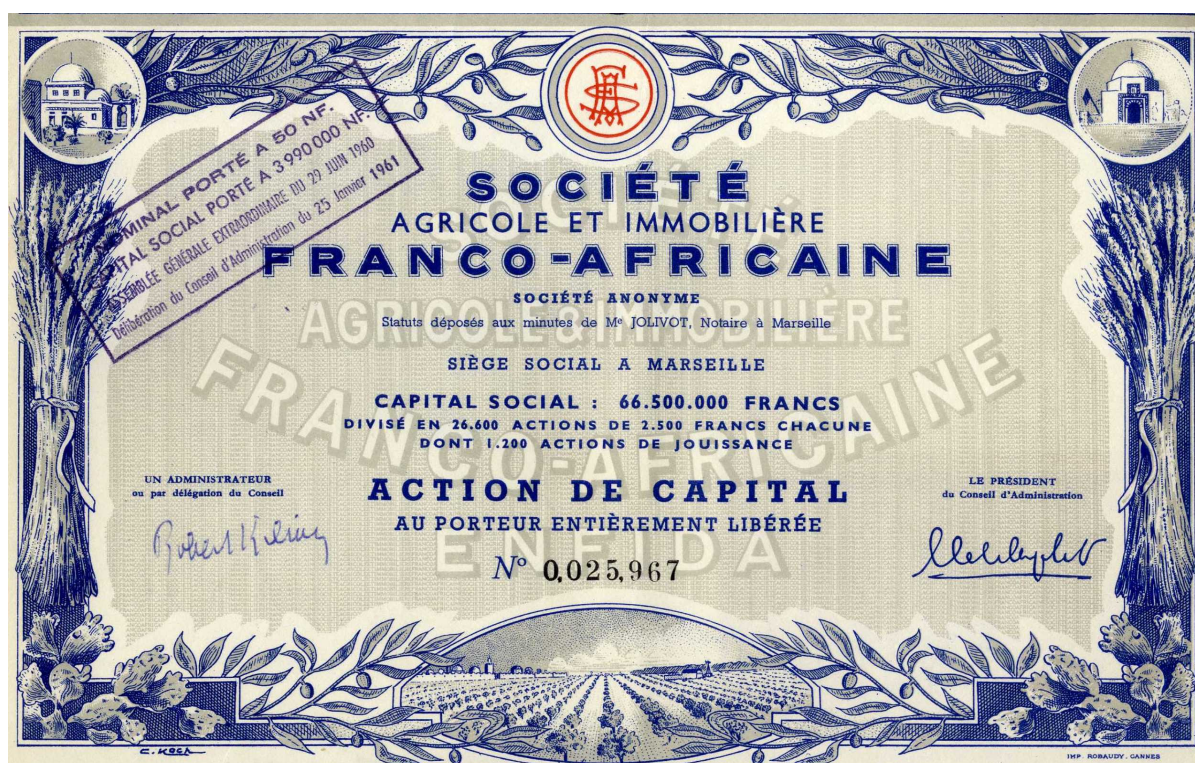 NOMINAL PORTÉ A 50 NF.
CAPITAL SOCIAL PORTÉ A 3 990 000 NF.
ASSEMBLÉE GÉNÉRALE EXTRAORDINAIRE DU 29 JUIN 1960
Délibération du Conseil d'Administration du 25 Janvier 1961
SOCIÉTÉ
AGRICOLE ET IMMOBILIÈRE
FRANCO-AFRICAINE
SOCIÉTÉ ANONYME
Statuts déposés aux minutes de Me JOLIVOT, Notaire à Marseille
SIÈGE SOCIAL A MARSEILLE
CAPITAL SOCIAL : 66.500.000 FRANCS
DIVISÉ EN 26.600 ACTIONS DE 2.500 FRANCS CHACUNE
DONT 1.200 ACTIONS DE JOUISSANCE
ACTION DE CAPITAL
AU PORTEUR ENTIÈREMENT LIBÉRÉE
N° 0,025,967
UN ADMINISTRATEUR
ou par délégation du Conseil
LE PRÉSIDENT
du Conseil d'Administration
SOCIÉTÉ
AGRICOLE & IMMOBILIÈRE
FRANCO-AFRICAINE
ENFIDA
C. KOCA
IMP. ROBAUDY. CANNES